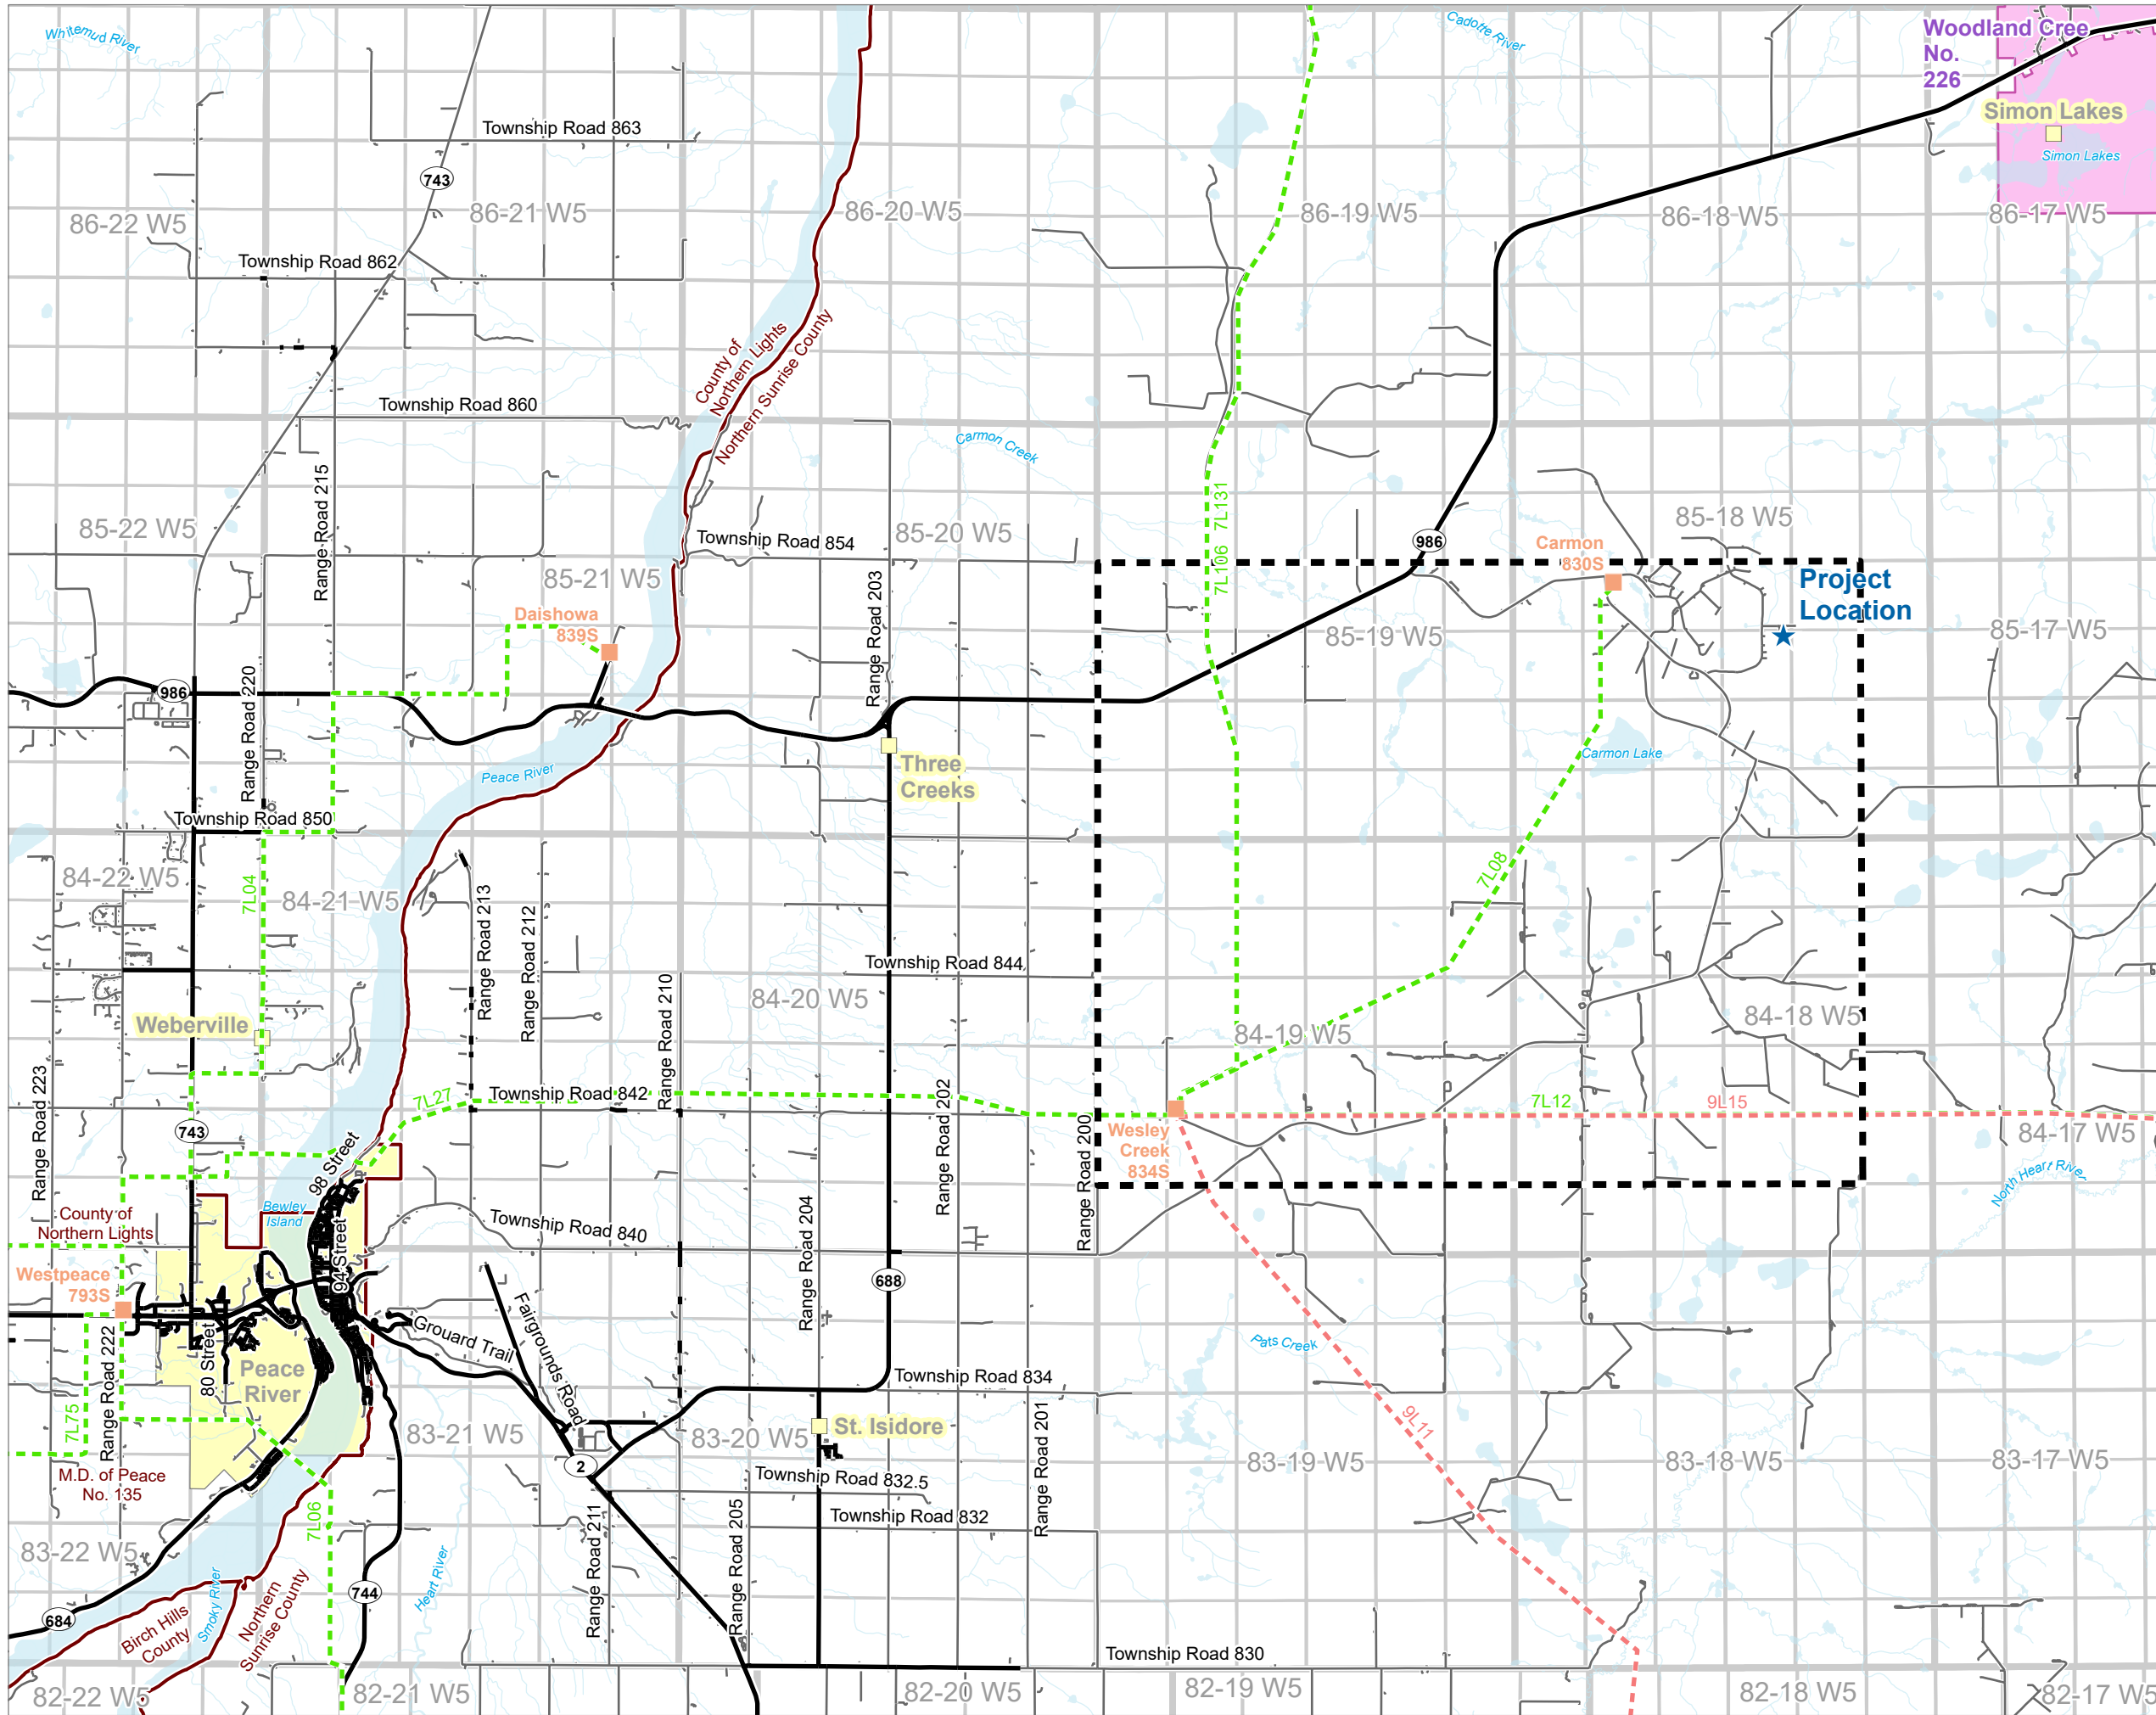 Whitemud River
Cadotte River
Woodland Cree
No.
226
Simon Lakes
Simon Lakes
Township Road 863
743
86-22 W5
86-21 W5
86-20 W5
86-19 W5
86-18 W5
86-17 W5
Township Road 862
County of
Northern Lights
Northern Sunrise County
Township Road 860
Carmon Creek
Range Road 215
7L106 7L131
85-22 W5
85-21 W5
Township Road 854
85-20 W5
986
Carmon
830S
85-18 W5
Project
Location
Daishowa
839S
Range Road 203
85-19 W5
85-17 W5
986
Range Road 220
Peace River
Three
Creeks
Carmon Lake
Township Road 850
84-22 W5
7L04
84-21 W5
7L08
Range Road 213
Range Road 212
Township Road 844
84-20 W5
Range Road 210
Weberville
84-19 W5
84-18 W5
Range Road 223
7L27
Township Road 842
Range Road 202
7L12
9L15
743
98 Street
Wesley
Creek
834S
Range Road 200
84-17 W5
North Heart River
Bewley
Island
County of
Northern Lights
94 Street
Township Road 840
Range Road 204
Westpeace
793S
688
Range Road 222
80 Street
Peace
River
Grouard Trail
Fairgrounds Road
Pats Creek
Township Road 834
7L75
83-21 W5
83-20 W5
St. Isidore
Range Road 201
9L11
83-19 W5
83-18 W5
83-17 W5
2
M.D. of Peace
No. 135
Township Road 832.5
7L06
Range Road 211
Range Road 205
Township Road 832
83-22 W5
Heart River
744
684
Birch Hills
County
Smoky River
Northern
Sunrise County
Township Road 830
82-22 W5
82-21 W5
82-20 W5
82-19 W5
82-18 W5
82-17 W5